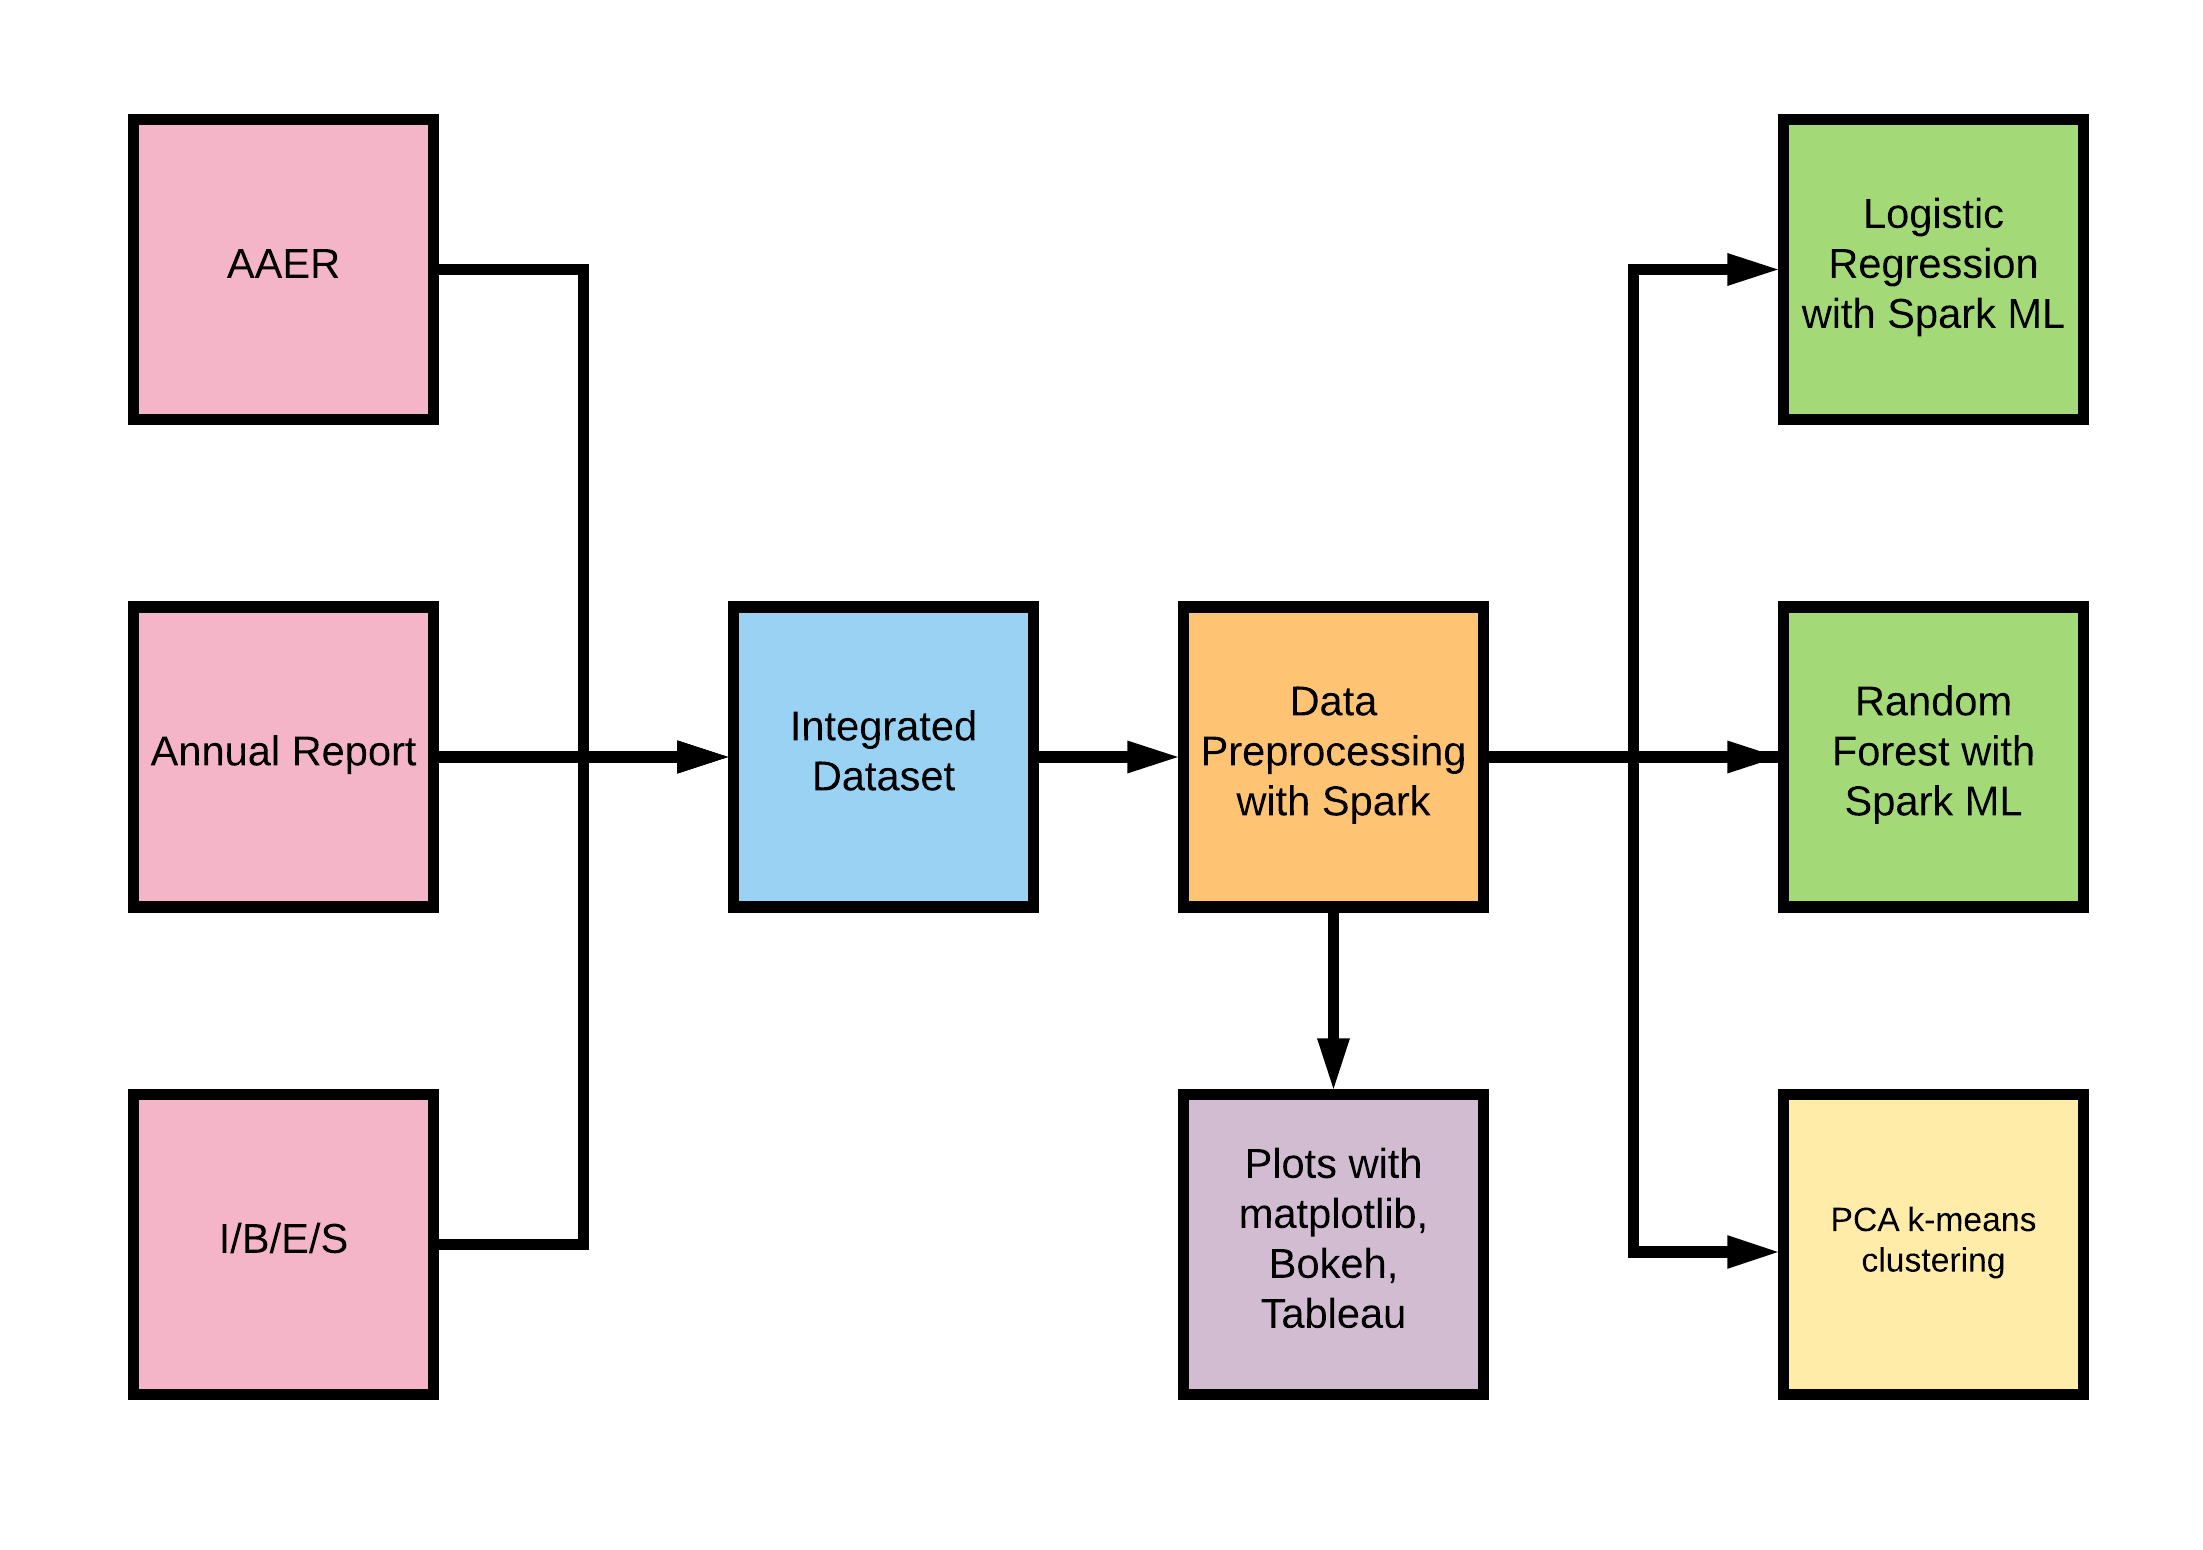 AAER
Annual Report
I/B/E/S
Integrated
Dataset
Data
Preprocessing
with Spark
Plots with
matplotlib,
Bokeh,
Tableau
Logistic
Regression
with Spark ML
Random
Forest with
Spark ML
PCA k-means
clustering